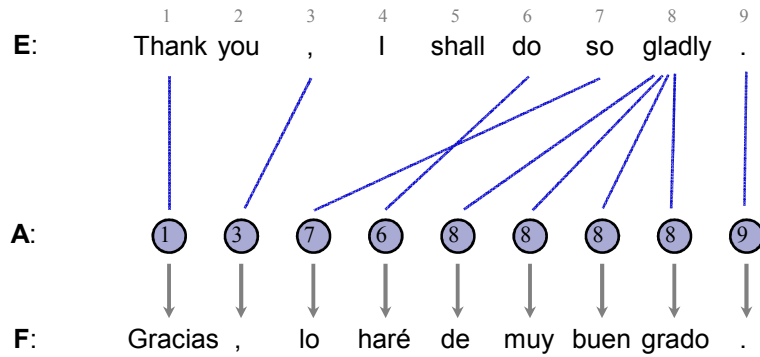 1 2 3 4 5 6 7 8 9
E: Thank you , I shall do so gladly .
A: 1 3 7 6 8 8 8 8 9
F: Gracias , lo haré de muy buen grado .